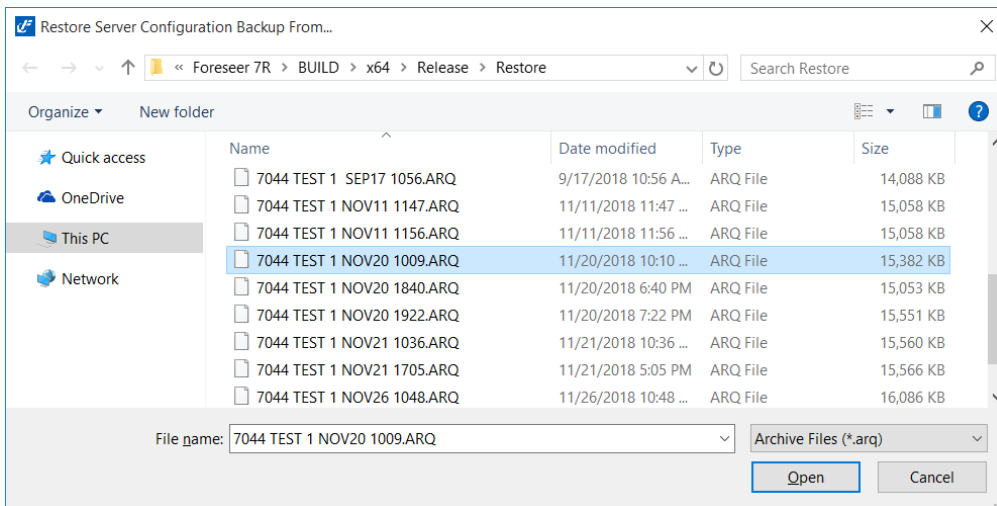 Restore Server Configuration Backup From...
« Foreseer 7R > BUILD > x64 > Release > Restore
Search Restore
Organize New folder
Quick access
OneDrive
This PC
Network
Name Date modified Type Size
7044 TEST 1  SEP17 1056.ARQ 9/17/2018 10:56 A... ARQ File 14,088 KB
7044 TEST 1 NOV11 1147.ARQ 11/11/2018 11:47 ... ARQ File 15,058 KB
7044 TEST 1 NOV11 1156.ARQ 11/11/2018 11:56 ... ARQ File 15,058 KB
7044 TEST 1 NOV20 1009.ARQ 11/20/2018 10:10 ... ARQ File 15,382 KB
7044 TEST 1 NOV20 1840.ARQ 11/20/2018 6:40 PM ARQ File 15,053 KB
7044 TEST 1 NOV20 1922.ARQ 11/20/2018 7:22 PM ARQ File 15,551 KB
7044 TEST 1 NOV21 1036.ARQ 11/21/2018 10:36 ... ARQ File 15,560 KB
7044 TEST 1 NOV21 1705.ARQ 11/21/2018 5:05 PM ARQ File 15,566 KB
7044 TEST 1 NOV26 1048.ARQ 11/26/2018 10:48 ... ARQ File 16,086 KB
File name: 7044 TEST 1 NOV20 1009.ARQ Archive Files (*.arq)
Open Cancel